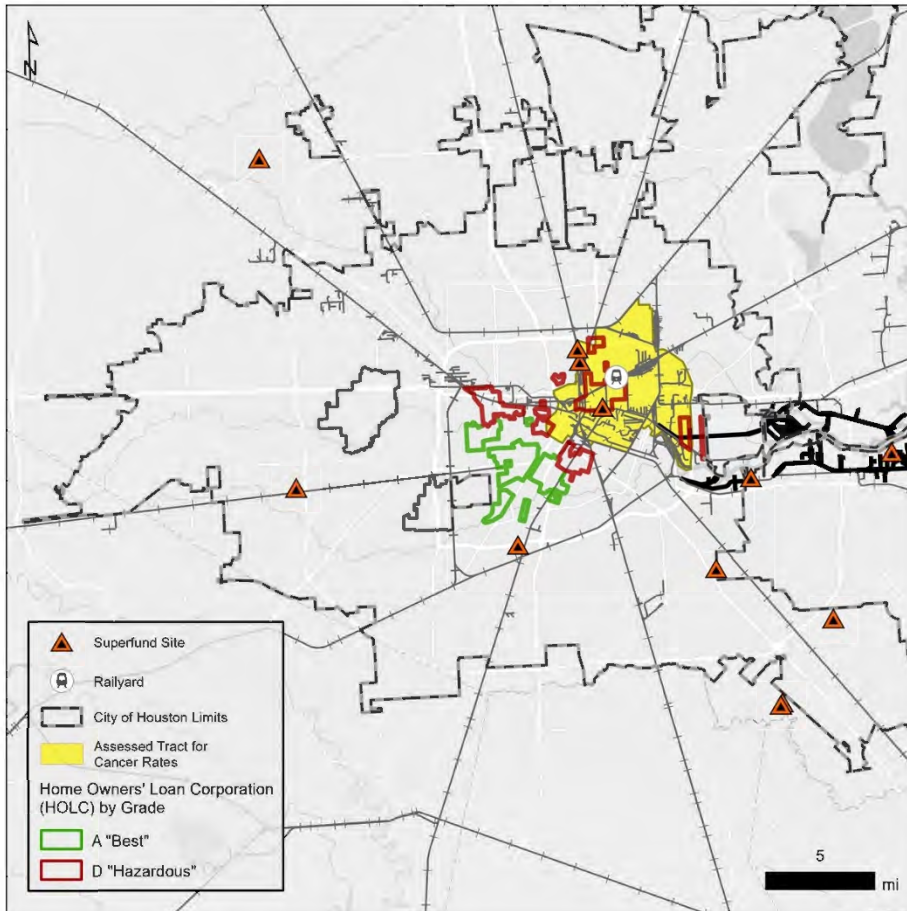 N
Superfund Site
Railyard
City of Houston Limits
Assessed Tract for
Cancer Rates
Home Owners' Loan Corporation
(HOLC) by Grade
A "Best"
D "Hazardous"
5
mi